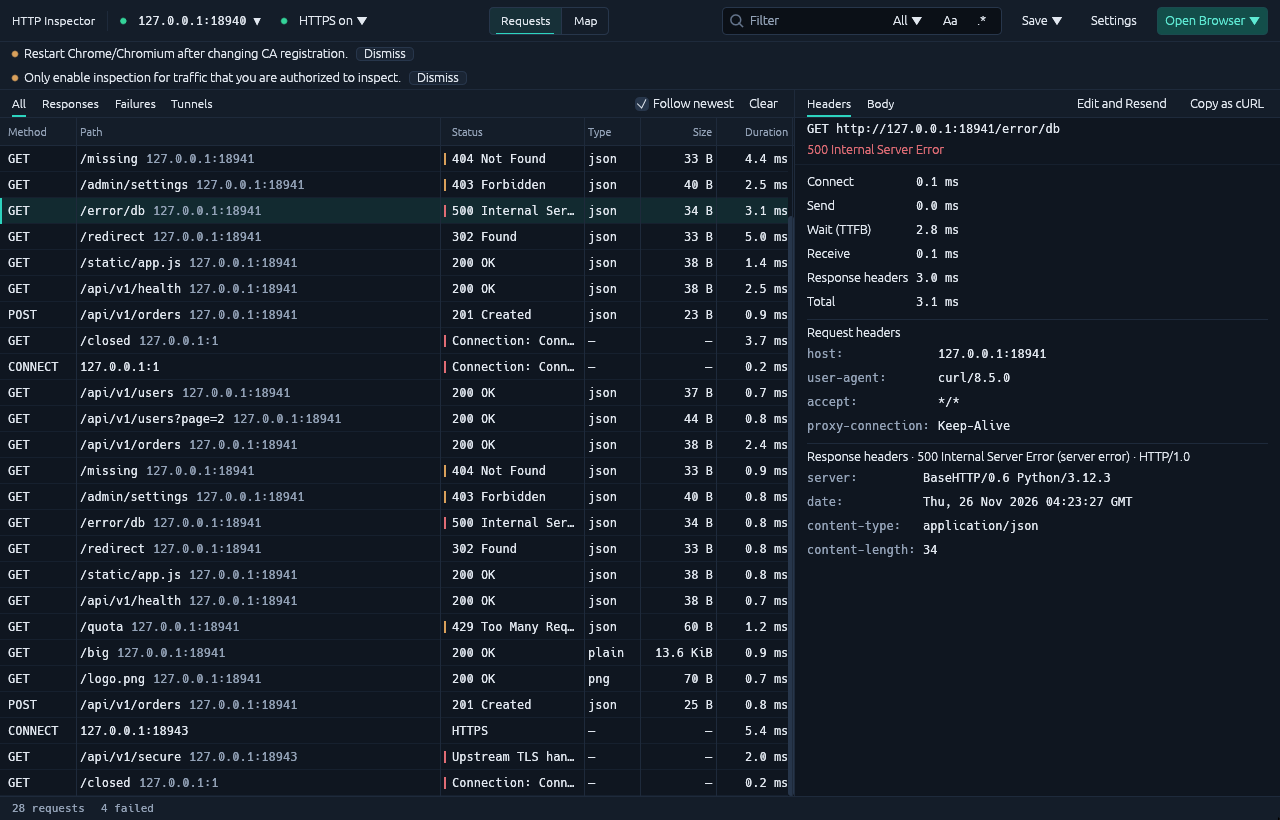 HTTP Inspector 127.0.0.1:18940 ▼ HTTPS on ▼ Requests Map Filter All ▼ Aa .* Save ▼ Settings Open Browser ▼
Restart Chrome/Chromium after changing CA registration. Dismiss
Only enable inspection for traffic that you are authorized to inspect. Dismiss
All Responses Failures Tunnels Follow newest Clear
Method Path Status Type Size Duration
GET /missing 127.0.0.1:18941 404 Not Found json 33 B 4.4 ms
GET /admin/settings 127.0.0.1:18941 403 Forbidden json 40 B 2.5 ms
GET /error/db 127.0.0.1:18941 500 Internal Ser… json 34 B 3.1 ms
GET /redirect 127.0.0.1:18941 302 Found json 33 B 5.0 ms
GET /static/app.js 127.0.0.1:18941 200 OK json 38 B 1.4 ms
GET /api/v1/health 127.0.0.1:18941 200 OK json 38 B 2.5 ms
POST /api/v1/orders 127.0.0.1:18941 201 Created json 23 B 0.9 ms
GET /closed 127.0.0.1:1 Connection: Conn… — — 3.7 ms
CONNECT 127.0.0.1:1 Connection: Conn… — — 0.2 ms
GET /api/v1/users 127.0.0.1:18941 200 OK json 37 B 0.7 ms
GET /api/v1/users?page=2 127.0.0.1:18941 200 OK json 44 B 0.8 ms
GET /api/v1/orders 127.0.0.1:18941 200 OK json 38 B 2.4 ms
GET /missing 127.0.0.1:18941 404 Not Found json 33 B 0.9 ms
GET /admin/settings 127.0.0.1:18941 403 Forbidden json 40 B 0.8 ms
GET /error/db 127.0.0.1:18941 500 Internal Ser… json 34 B 0.8 ms
GET /redirect 127.0.0.1:18941 302 Found json 33 B 0.8 ms
GET /static/app.js 127.0.0.1:18941 200 OK json 38 B 0.8 ms
GET /api/v1/health 127.0.0.1:18941 200 OK json 38 B 0.7 ms
GET /quota 127.0.0.1:18941 429 Too Many Req… json 60 B 1.2 ms
GET /big 127.0.0.1:18941 200 OK plain 13.6 KiB 0.9 ms
GET /logo.png 127.0.0.1:18941 200 OK png 70 B 0.7 ms
POST /api/v1/orders 127.0.0.1:18941 201 Created json 25 B 0.8 ms
CONNECT 127.0.0.1:18943 HTTPS — — 5.4 ms
GET /api/v1/secure 127.0.0.1:18943 Upstream TLS han… — — 2.0 ms
GET /closed 127.0.0.1:1 Connection: Conn… — — 0.2 ms
Headers Body Edit and Resend Copy as cURL
GET http://127.0.0.1:18941/error/db
500 Internal Server Error
Connect 0.1 ms
Send 0.0 ms
Wait (TTFB) 2.8 ms
Receive 0.1 ms
Response headers 3.0 ms
Total 3.1 ms
Request headers
host: 127.0.0.1:18941
user-agent: curl/8.5.0
accept: */*
proxy-connection: Keep-Alive
Response headers · 500 Internal Server Error (server error) · HTTP/1.0
server: BaseHTTP/0.6 Python/3.12.3
date: Thu, 26 Nov 2026 04:23:27 GMT
content-type: application/json
content-length: 34
28 requests 4 failed